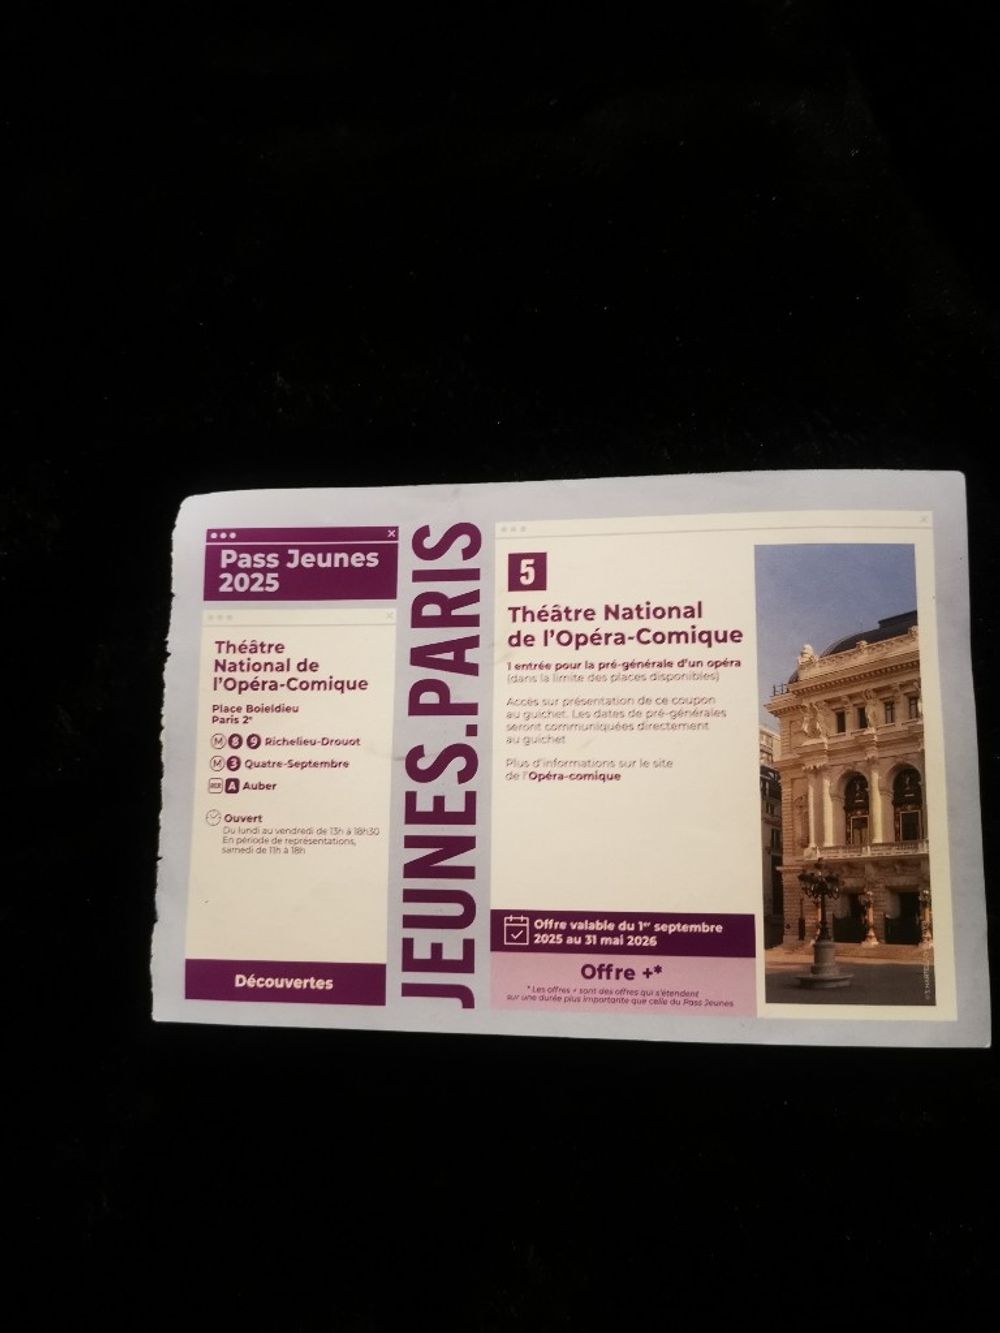 Pass Jeunes
2025
Théâtre
National de
l'Opéra-Comique
Place Boieldieu
Paris 2e
M 8 9 Richelieu-Drouot
M 3 Quatre-Septembre
RER A Auber
Ouvert
Du lundi au vendredi de 13h à 18h30
En période de représentations,
samedi de 11h à 18h
Découvertes
JEUNES.PARIS
5
Théâtre National
de l'Opéra-Comique
1 entrée pour la pré-générale d'un opéra
(dans la limite des places disponibles)
Accès sur présentation de ce coupon
au guichet. Les dates de pré-générales
seront communiquées directement
au guichet
Plus d'informations sur le site
de l'Opéra-comique
Offre valable du 1er septembre
2025 au 31 mai 2026
Offre +*
* Les offres + sont des offres qui s'étendent
sur une durée plus importante que celle du Pass Jeunes